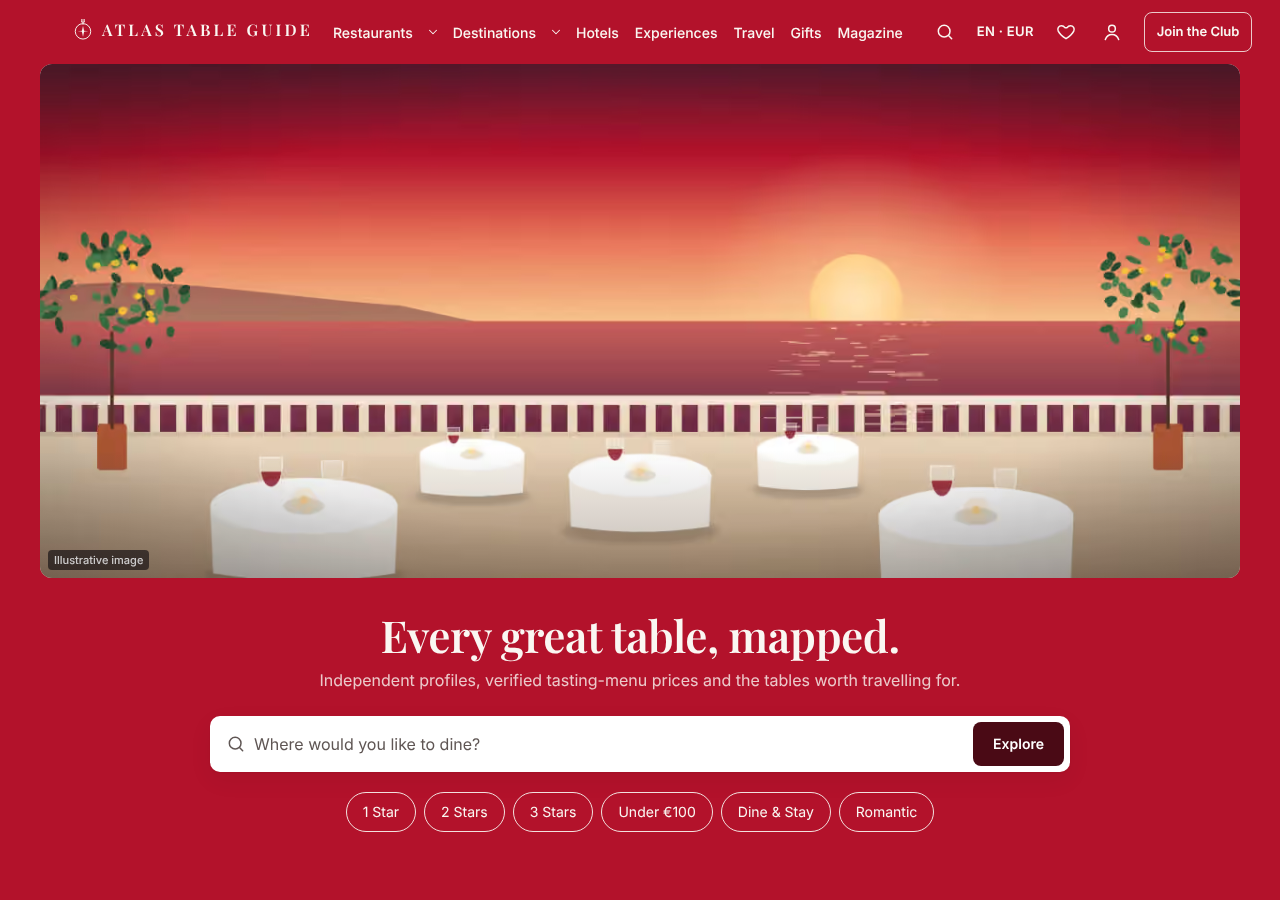 ATLAS TABLE GUIDE
Restaurants
Destinations
Hotels
Experiences
Travel
Gifts
Magazine
EN · EUR
Join the Club
Illustrative image
Every great table, mapped.
Independent profiles, verified tasting-menu prices and the tables worth travelling for.
Where would you like to dine?
Explore
1 Star
2 Stars
3 Stars
Under €100
Dine & Stay
Romantic